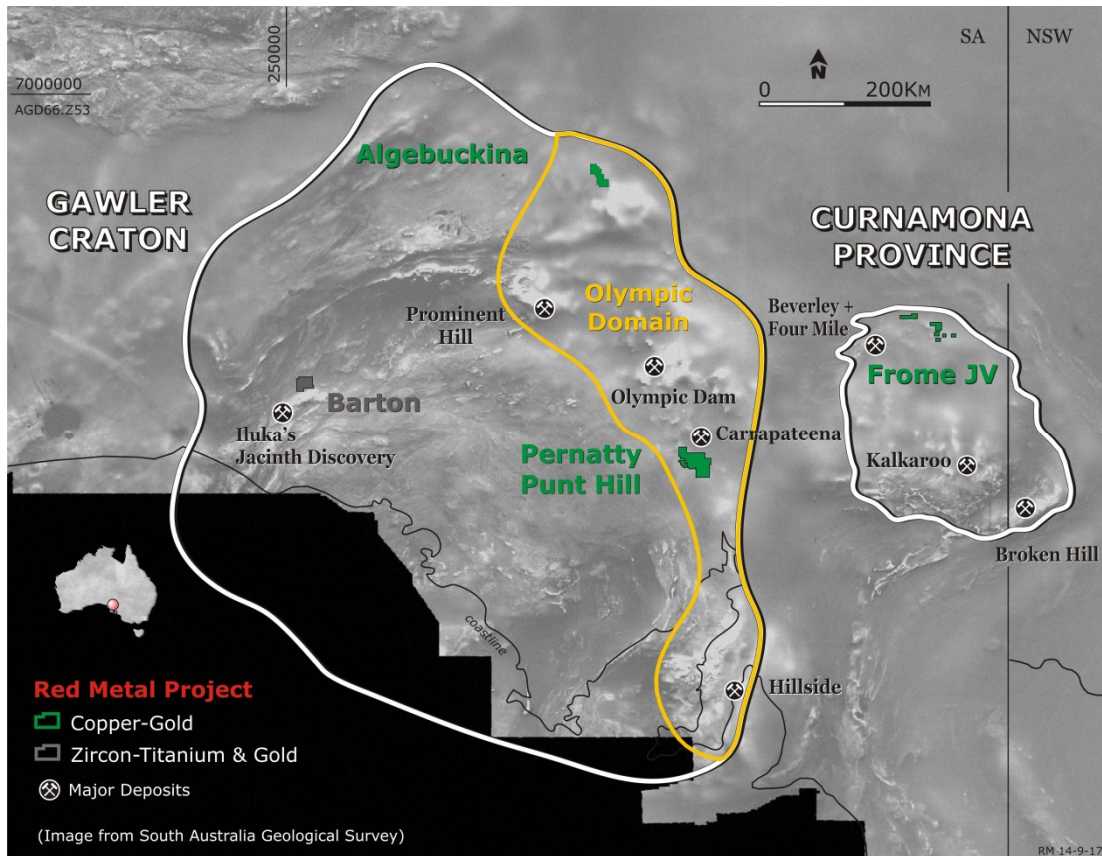 250000
7000000
AGD66.Z53
SA
NSW
N
0
200KM
Algebuckina
GAWLER
CRATON
CURNAMONA
PROVINCE
Olympic
Domain
Prominent
Hill
Beverley +
Four Mile
Frome JV
Barton
Olympic Dam
Iluka's
Jacinth Discovery
Carrapateena
Pernatty
Punt Hill
Kalkaroo
Broken Hill
coastline
Hillside
Red Metal Project
Copper-Gold
Zircon-Titanium & Gold
Major Deposits
(Image from South Australia Geological Survey)
RM 14-9-17